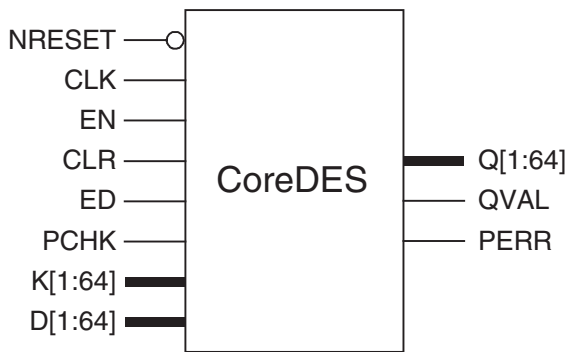 NRESET
CLK
EN
CLR
ED
PCHK
K[1:64]
D[1:64]
CoreDES
Q[1:64]
QVAL
PERR